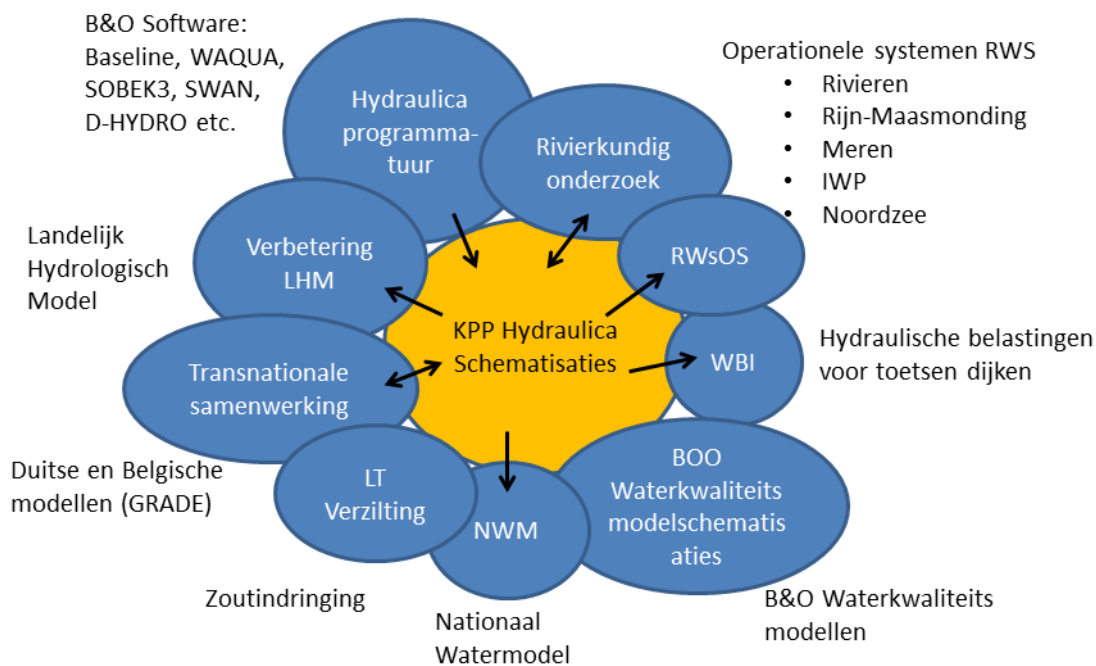 B&O Software:
Baseline, WAQUA,
SOBEK3, SWAN,
D-HYDRO etc.
Hydraulica
programma-
tuur
Rivierkundig
onderzoek
Operationele systemen RWS
• Rivieren
• Rijn-Maasmonding
• Meren
• IWP
• Noordzee
Landelijk
Hydrologisch
Model
Verbetering
LHM
RWsOS
KPP Hydraulica
Schematisaties
WBI
Hydraulische belastingen
voor toetsen dijken
Transnationale
samenwerking
Duitse en Belgische
modellen (GRADE)
LT
Verzilting
NWM
BOO
Waterkwaliteits
modelschematis
aties
Zoutindringing
Nationaal
Watermodel
B&O Waterkwaliteits
modellen